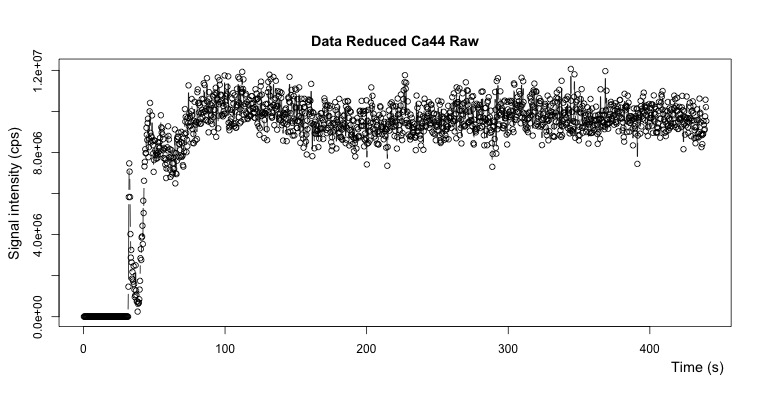 Data Reduced Ca44 Raw
Signal intensity (cps)
1.2e+07
8.0e+06
4.0e+06
0.0e+00
0 100 200 300 400
Time (s)